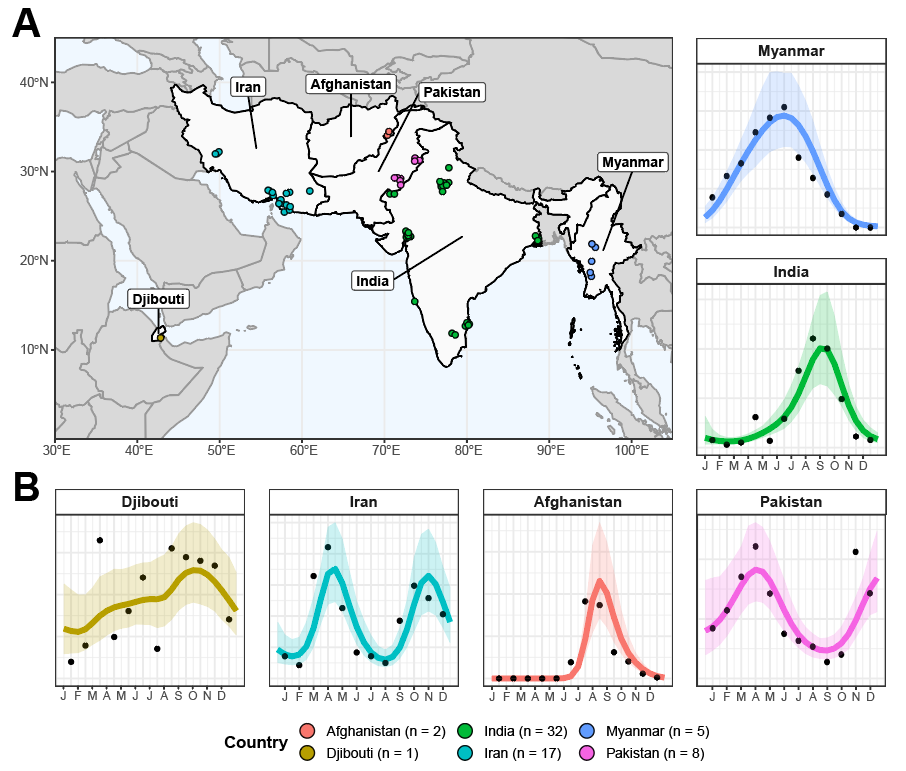 A
Myanmar
40°N
30°N
20°N
10°N
Iran
Afghanistan
Pakistan
Myanmar
India
Djibouti
30°E 40°E 50°E 60°E 70°E 80°E 90°E 100°E
India
J F M A M J J A S O N D
B
Djibouti
Iran
Afghanistan
Pakistan
J F M A M J J A S O N D
J F M A M J J A S O N D
J F M A M J J A S O N D
J F M A M J J A S O N D
Country
Afghanistan (n = 2)
India (n = 32)
Myanmar (n = 5)
Djibouti (n = 1)
Iran (n = 17)
Pakistan (n = 8)